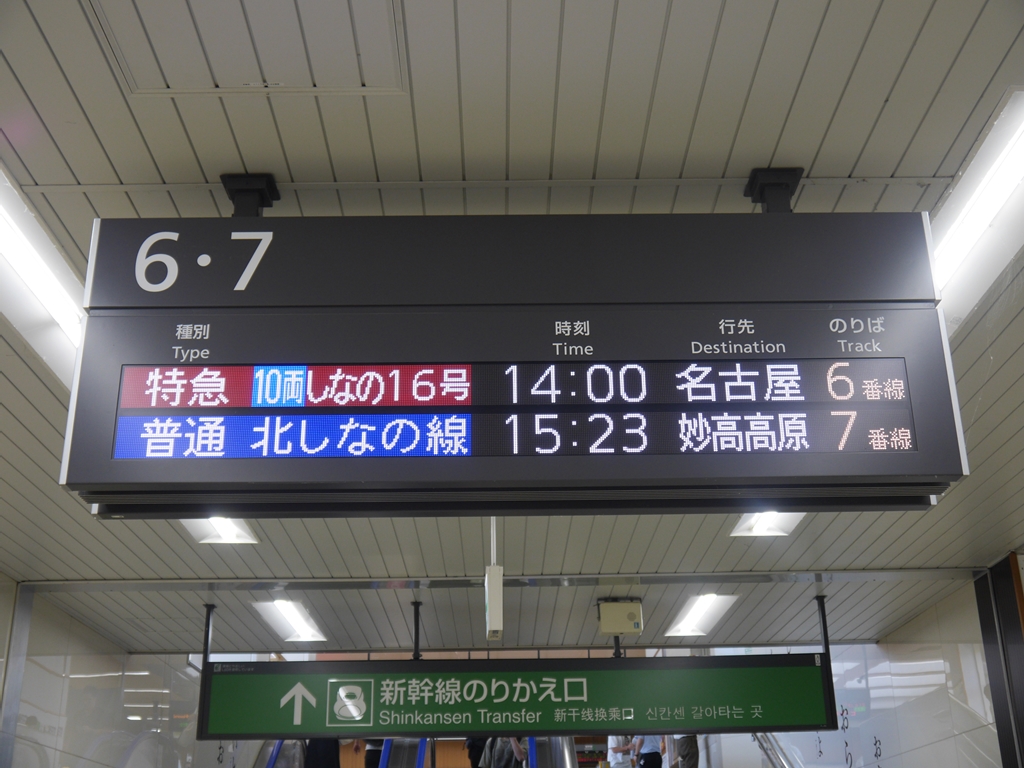 6・7
種別 時刻 行先 のりば
Type Time Destination Track
特急 10両 しなの16号 14:00 名古屋 6番線
普通 北しなの線 15:23 妙高高原 7番線
↑ 8 新幹線のりかえ口
Shinkansen Transfer 新干线换乘口 신칸센 갈아타는 곳